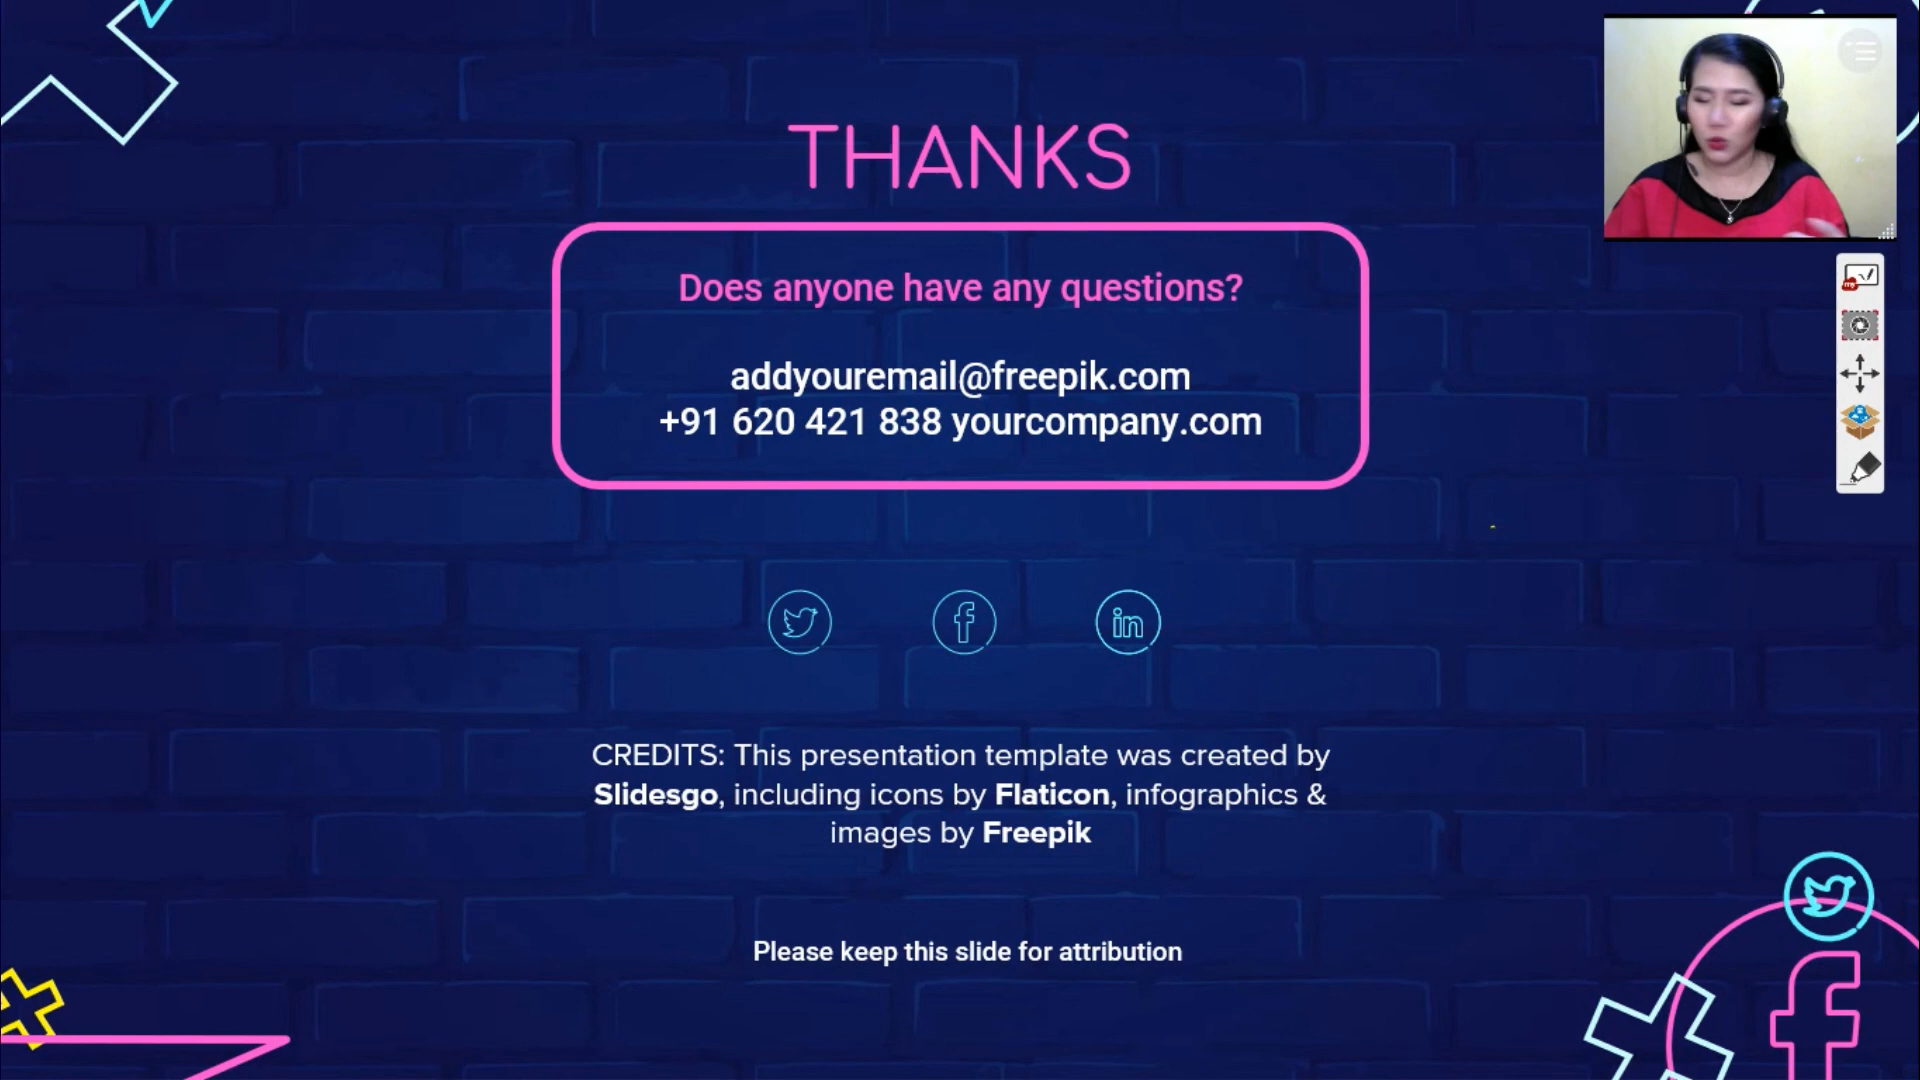 THANKS
Does anyone have any questions?
addyouremail@freepik.com
+91 620 421 838 yourcompany.com
in
CREDITS: This presentation template was created by
Slidesgo, including icons by Flaticon, infographics &
images by Freepik
Please keep this slide for attribution